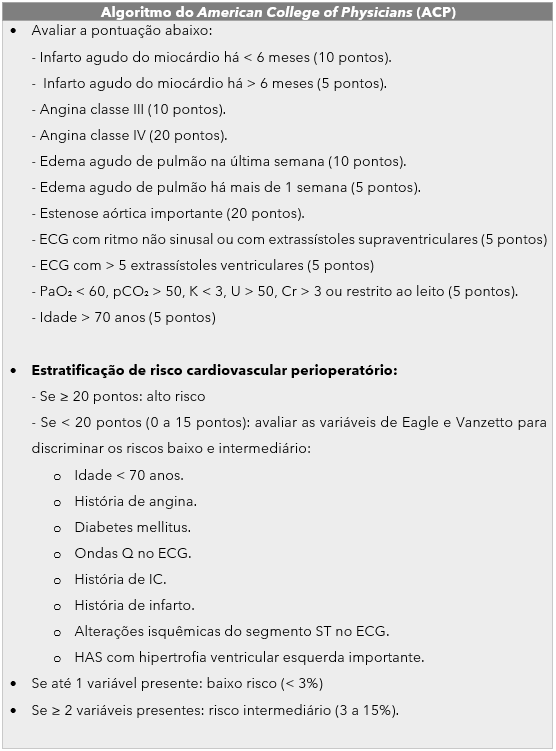 Algoritmo do American College of Physicians (ACP)
• Avaliar a pontuação abaixo:
- Infarto agudo do miocárdio há < 6 meses (10 pontos).
- Infarto agudo do miocárdio há > 6 meses (5 pontos).
- Angina classe III (10 pontos).
- Angina classe IV (20 pontos).
- Edema agudo de pulmão na última semana (10 pontos).
- Edema agudo de pulmão há mais de 1 semana (5 pontos).
- Estenose aórtica importante (20 pontos).
- ECG com ritmo não sinusal ou com extrassístoles supraventriculares (5 pontos)
- ECG com > 5 extrassístoles ventriculares (5 pontos)
- PaO₂ < 60, pCO₂ > 50, K < 3, U > 50, Cr > 3 ou restrito ao leito (5 pontos).
- Idade > 70 anos (5 pontos)
• Estratificação de risco cardiovascular perioperatório:
- Se ≥ 20 pontos: alto risco
- Se < 20 pontos (0 a 15 pontos): avaliar as variáveis de Eagle e Vanzetto para
discriminar os riscos baixo e intermediário:
o Idade < 70 anos.
o História de angina.
o Diabetes mellitus.
o Ondas Q no ECG.
o História de IC.
o História de infarto.
o Alterações isquêmicas do segmento ST no ECG.
o HAS com hipertrofia ventricular esquerda importante.
• Se até 1 variável presente: baixo risco (< 3%)
• Se ≥ 2 variáveis presentes: risco intermediário (3 a 15%).